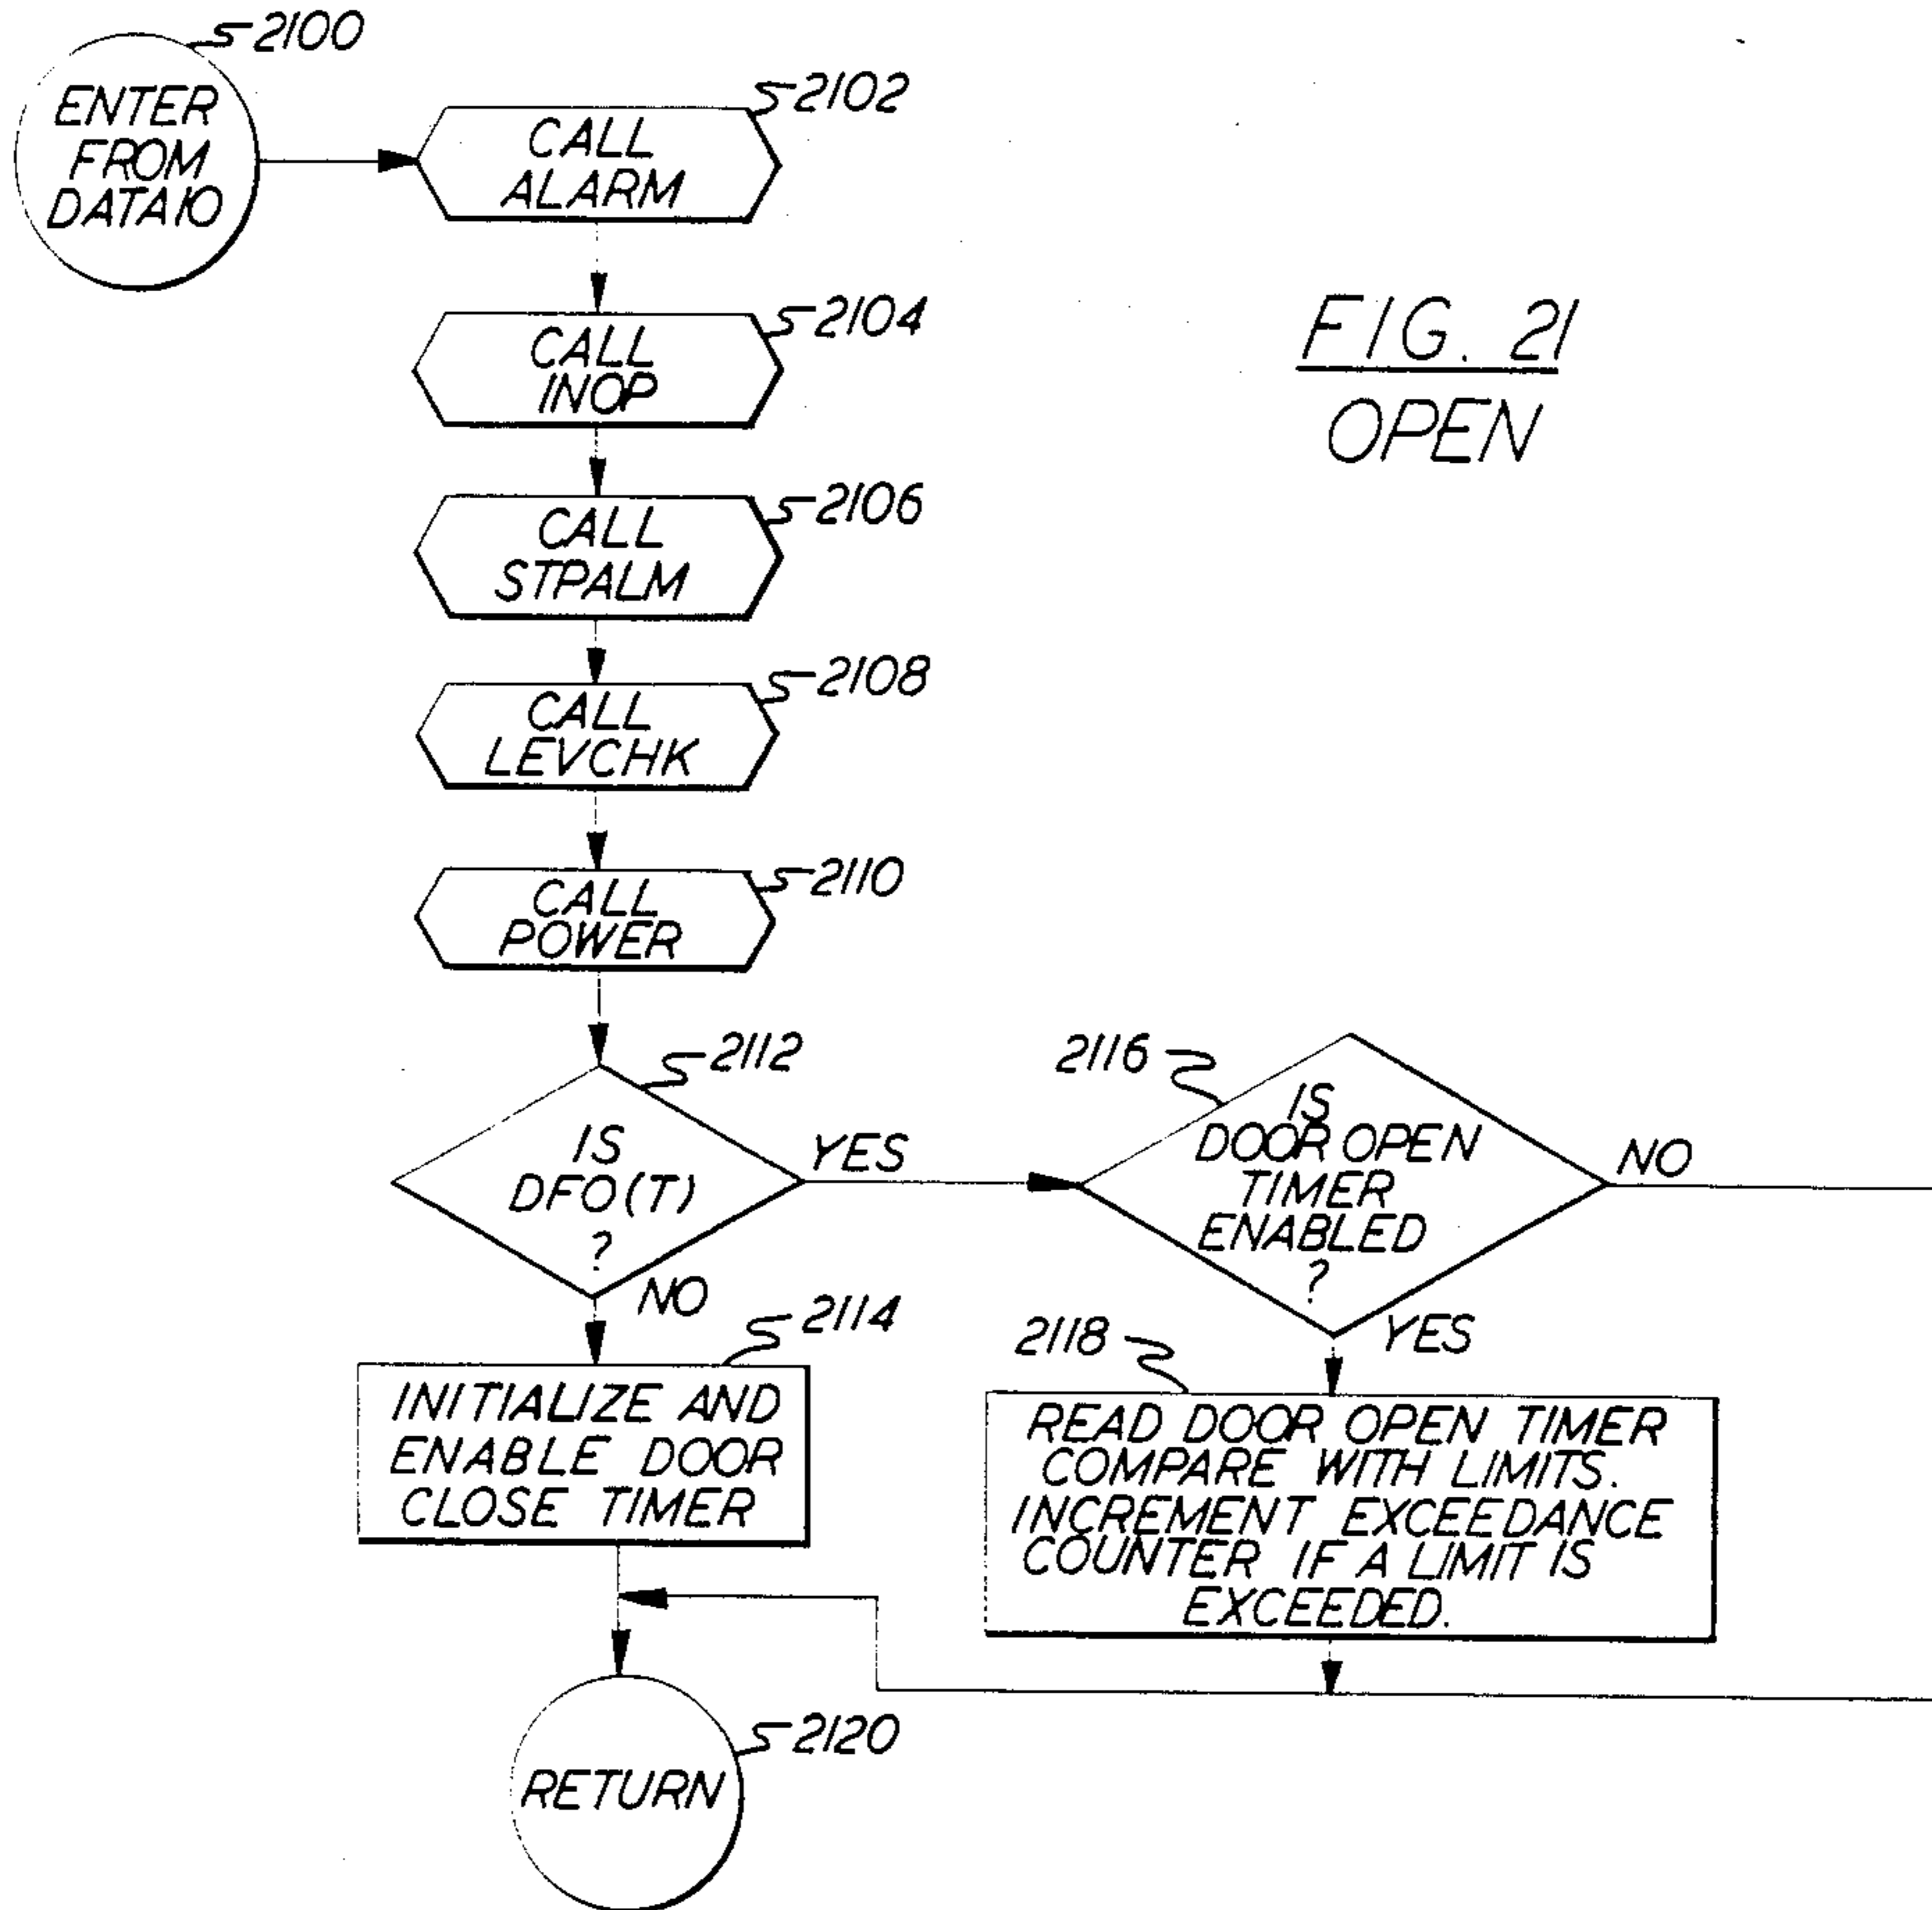 2100
ENTER
FROM
DATAIO
2102
CALL
ALARM
2104
CALL
INOP
FIG. 21
OPEN
2106
CALL
STPALM
2108
CALL
LEVCHK
2110
CALL
POWER
2112
IS
DFO(T)
?
YES
NO
2116
IS
DOOR OPEN
TIMER
ENABLED
?
NO
YES
2114
INITIALIZE AND
ENABLE DOOR
CLOSE TIMER
2118
READ DOOR OPEN TIMER
COMPARE WITH LIMITS.
INCREMENT EXCEEDANCE
COUNTER IF A LIMIT IS
EXCEEDED.
2120
RETURN